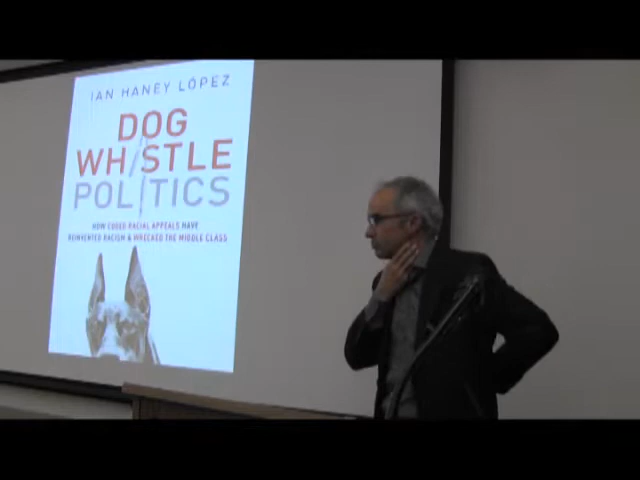 IAN HANEY LÓPEZ
DOG
WHISTLE
POLITICS
HOW CODED RACIAL APPEALS HAVE
REINVENTED RACISM & WRECKED THE MIDDLE CLASS